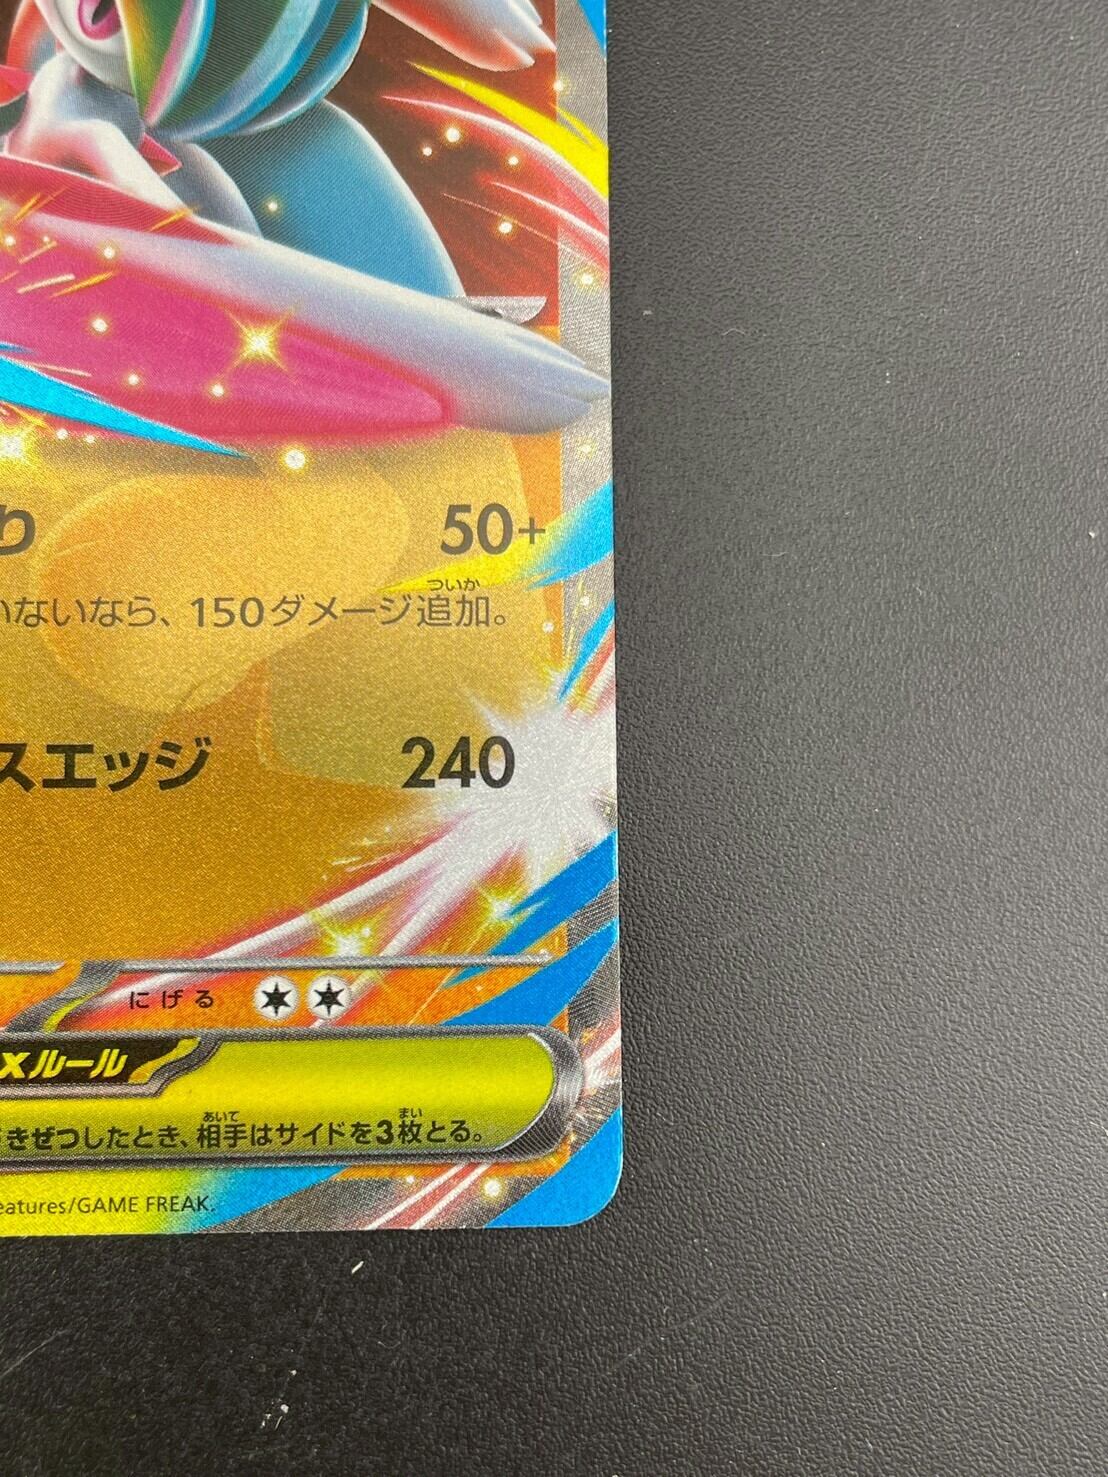 り 50+
いないなら、150ダメージ追加。
ついか
スエッジ 240
にげる
xルール
きぜつしたとき、相手はサイドを3枚とる。
あいて まい
eatures/GAME FREAK.